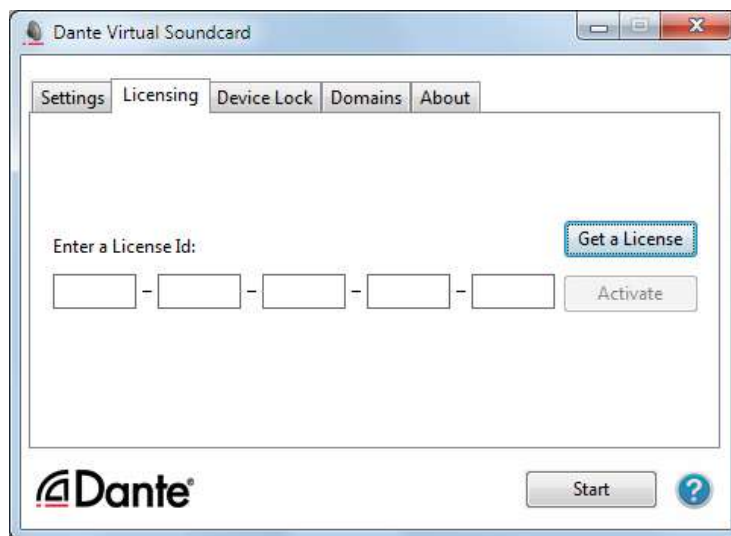 Dante Virtual Soundcard
Settings Licensing Device Lock Domains About
Get a License
Enter a License Id:
– – – –
Activate
Dante®
Start ?